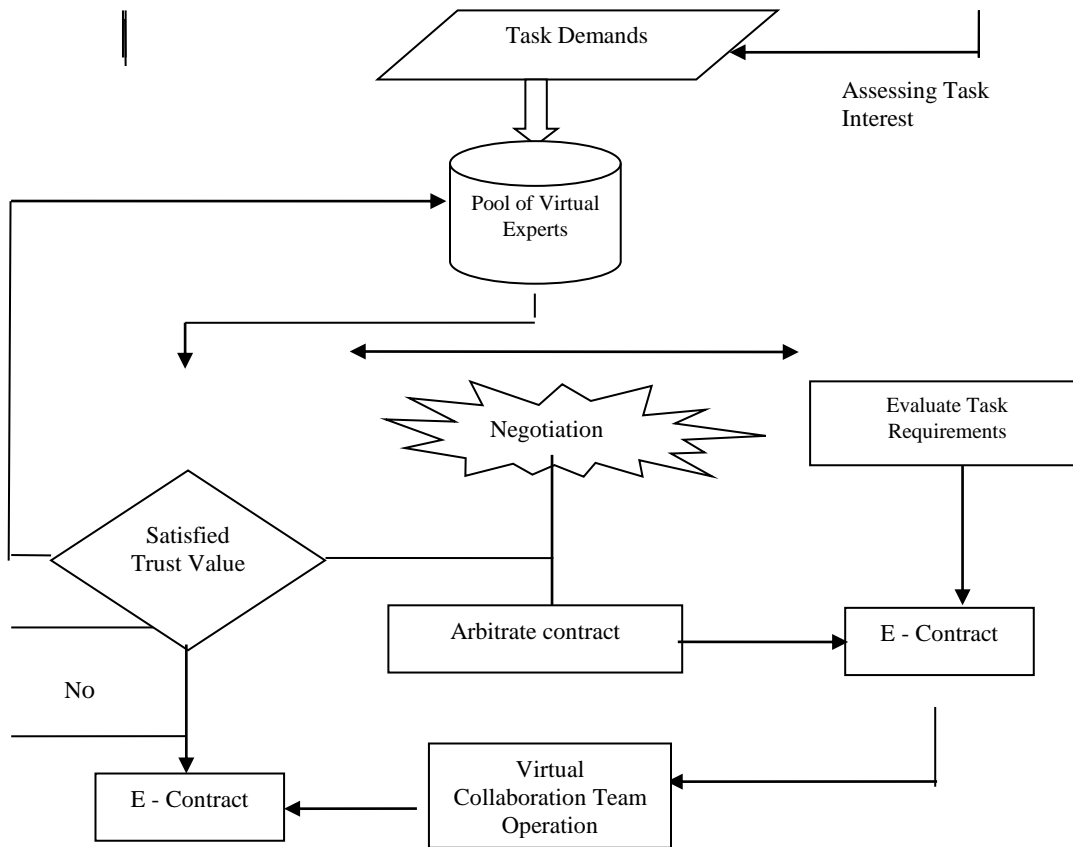 Task Demands
Assessing Task
Interest
Pool of Virtual
Experts
Negotiation
Evaluate Task
Requirements
Satisfied
Trust Value
Arbitrate contract
E - Contract
No
Virtual
Collaboration Team
Operation
E - Contract